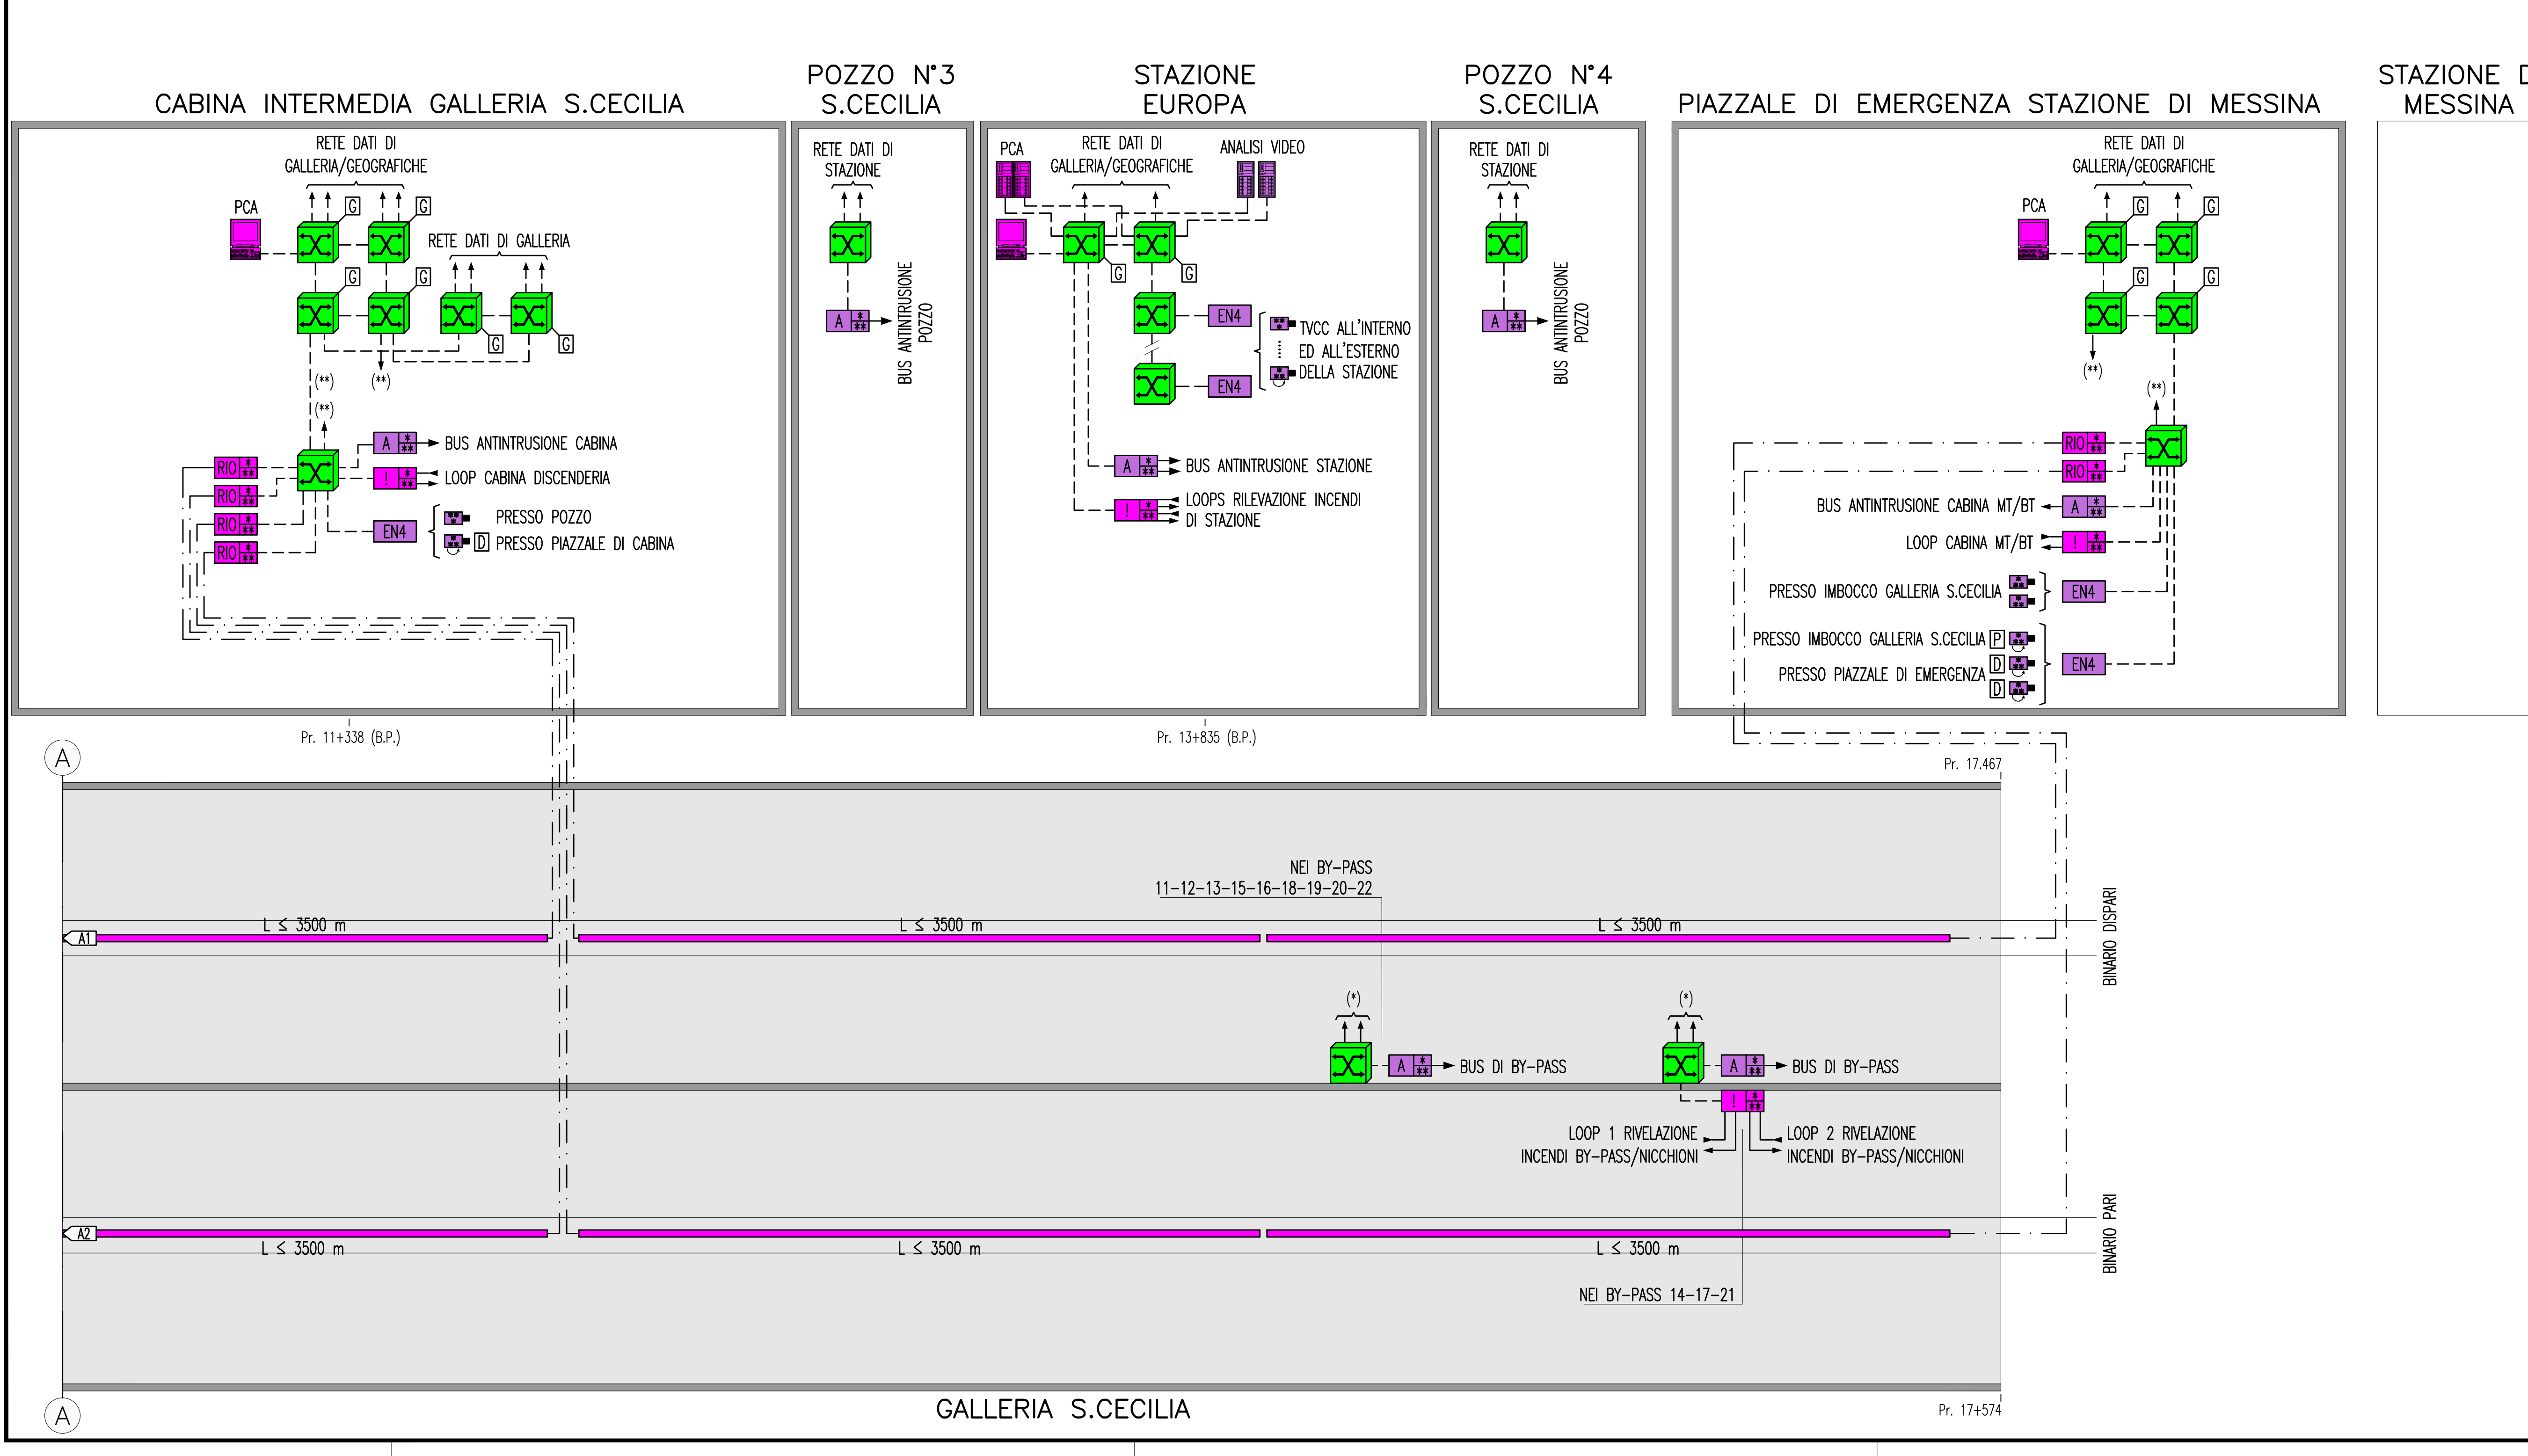 CABINA INTERMEDIA GALLERIA S.CECILIA
RETE DATI DI
GALLERIA/GEOGRAFICHE
PCA
G
G
RETE DATI DI GALLERIA
G
G
G
G
(**)
(**)
(**)
A
*
**
BUS ANTINTRUSIONE CABINA
RIO
*
**
!
*
**
LOOP CABINA DISCENDERIA
RIO
*
**
RIO
*
**
EN4
PRESSO POZZO
RIO
*
**
D
PRESSO PIAZZALE DI CABINA
Pr. 11+338 (B.P.)
POZZO N°3
S.CECILIA
RETE DATI DI
STAZIONE
A
*
**
BUS ANTINTRUSIONE
POZZO
STAZIONE
EUROPA
PCA
RETE DATI DI
GALLERIA/GEOGRAFICHE
ANALISI VIDEO
G
G
EN4
TVCC ALL'INTERNO
ED ALL'ESTERNO
DELLA STAZIONE
EN4
A
*
**
BUS ANTINTRUSIONE STAZIONE
!
*
**
LOOPS RILEVAZIONE INCENDI
DI STAZIONE
Pr. 13+835 (B.P.)
POZZO N°4
S.CECILIA
RETE DATI DI
STAZIONE
A
*
**
BUS ANTINTRUSIONE
POZZO
PIAZZALE DI EMERGENZA STAZIONE DI MESSINA
RETE DATI DI
GALLERIA/GEOGRAFICHE
PCA
G
G
G
G
(**)
(**)
RIO
*
**
RIO
*
**
BUS ANTINTRUSIONE CABINA MT/BT
A
*
**
LOOP CABINA MT/BT
!
*
**
PRESSO IMBOCCO GALLERIA S.CECILIA
EN4
PRESSO IMBOCCO GALLERIA S.CECILIA
P
PRESSO PIAZZALE DI EMERGENZA
D
D
EN4
STAZIONE D
MESSINA
A
Pr. 17.467
NEI BY-PASS
11-12-13-15-16-18-19-20-22
L ≤ 3500 m
L ≤ 3500 m
L ≤ 3500 m
A1
BINARIO DISPARI
(*)
(*)
A
*
**
BUS DI BY-PASS
A
*
**
BUS DI BY-PASS
!
*
**
LOOP 1 RIVELAZIONE
INCENDI BY-PASS/NICCHIONI
LOOP 2 RIVELAZIONE
INCENDI BY-PASS/NICCHIONI
A2
L ≤ 3500 m
L ≤ 3500 m
L ≤ 3500 m
BINARIO PARI
NEI BY-PASS 14-17-21
A
GALLERIA S.CECILIA
Pr. 17+574